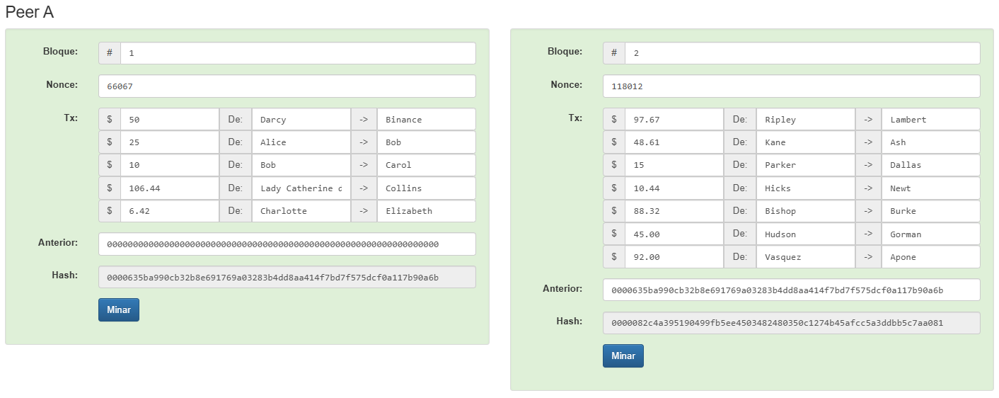 Peer A
Bloque: # 1
Nonce: 66067
Tx: $ 50 De: Darcy -> Binance
$ 25 De: Alice -> Bob
$ 10 De: Bob -> Carol
$ 106.44 De: Lady Catherine d -> Collins
$ 6.42 De: Charlotte -> Elizabeth
Anterior: 0000000000000000000000000000000000000000000000000000000000000000
Hash: 0000635ba990cb32b8e691769a03283b4dd8aa414f7bd7f575dcf0a117b90a6b
Minar
Bloque: # 2
Nonce: 118012
Tx: $ 97.67 De: Ripley -> Lambert
$ 48.61 De: Kane -> Ash
$ 15 De: Parker -> Dallas
$ 10.44 De: Hicks -> Newt
$ 88.32 De: Bishop -> Burke
$ 45.00 De: Hudson -> Gorman
$ 92.00 De: Vasquez -> Apone
Anterior: 0000635ba990cb32b8e691769a03283b4dd8aa414f7bd7f575dcf0a117b90a6b
Hash: 0000082c4a395190499fb5ee4503482480350c1274b45afcc5a3ddbb5c7aa081
Minar